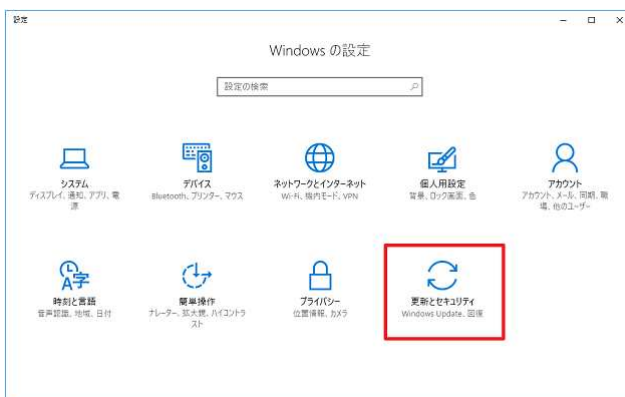 設定
Windows の設定
設定の検索
システム
ディスプレイ、通知、アプリ、電
源
デバイス
Bluetooth、プリンター、マウス
ネットワークとインターネット
Wi-Fi、機内モード、VPN
個人用設定
背景、ロック画面、色
アカウント
アカウント、メール、同期、職
場、他のユーザー
A字
時刻と言語
音声認識、地域、日付
簡単操作
ナレーター、拡大鏡、ハイコントラ
スト
プライバシー
位置情報、カメラ
更新とセキュリティ
Windows Update、回復